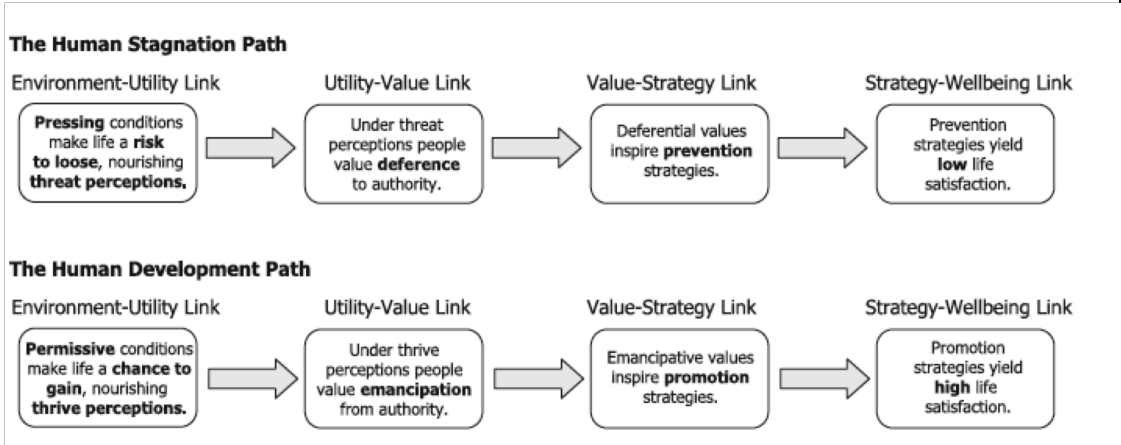 The Human Stagnation Path
Environment-Utility Link
Pressing conditions
make life a risk
to loose, nourishing
threat perceptions.
Utility-Value Link
Under threat
perceptions people
value deference
to authority.
Value-Strategy Link
Deferential values
inspire prevention
strategies.
Strategy-Wellbeing Link
Prevention
strategies yield
low life
satisfaction.
The Human Development Path
Environment-Utility Link
Permissive conditions
make life a chance to
gain, nourishing
thrive perceptions.
Utility-Value Link
Under thrive
perceptions people
value emancipation
from authority.
Value-Strategy Link
Emancipative values
inspire promotion
strategies.
Strategy-Wellbeing Link
Promotion
strategies yield
high life
satisfaction.